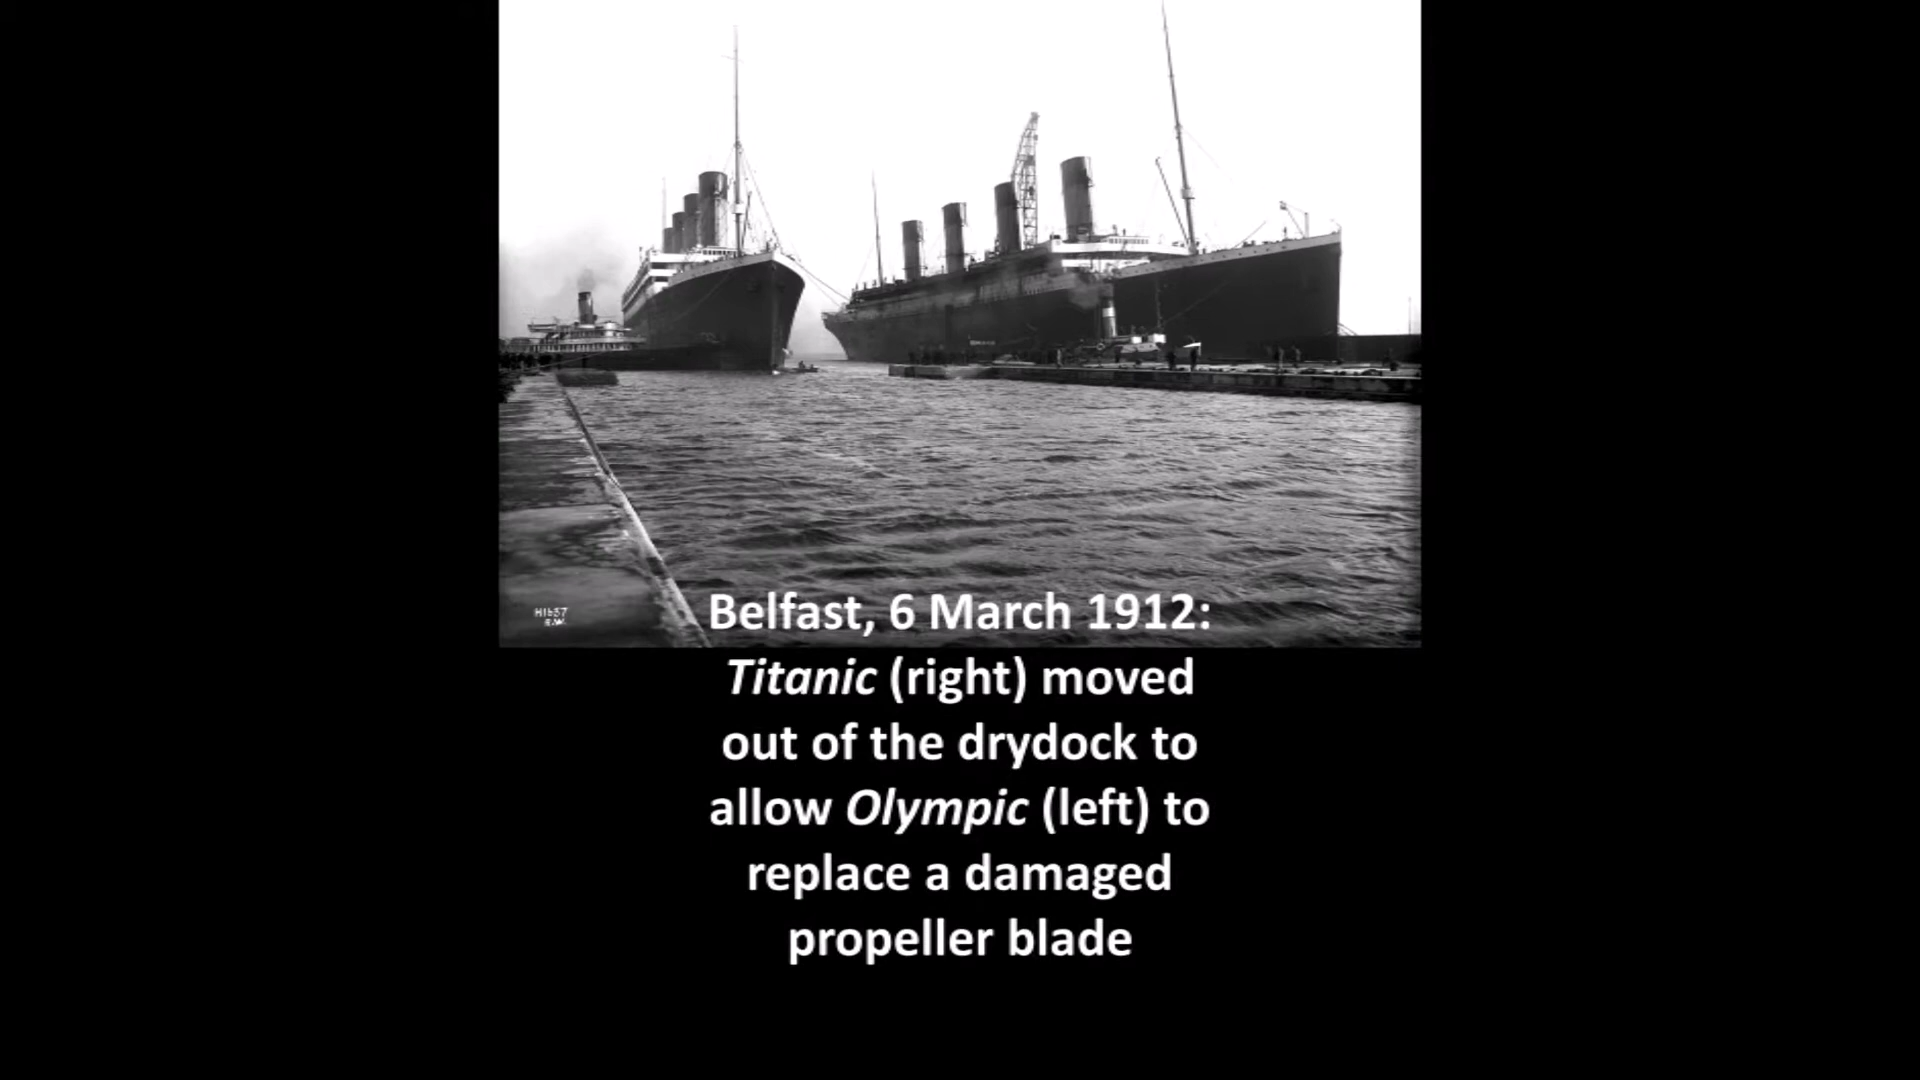 H1637
R.W.
Belfast, 6 March 1912:
Titanic (right) moved
out of the drydock to
allow Olympic (left) to
replace a damaged
propeller blade